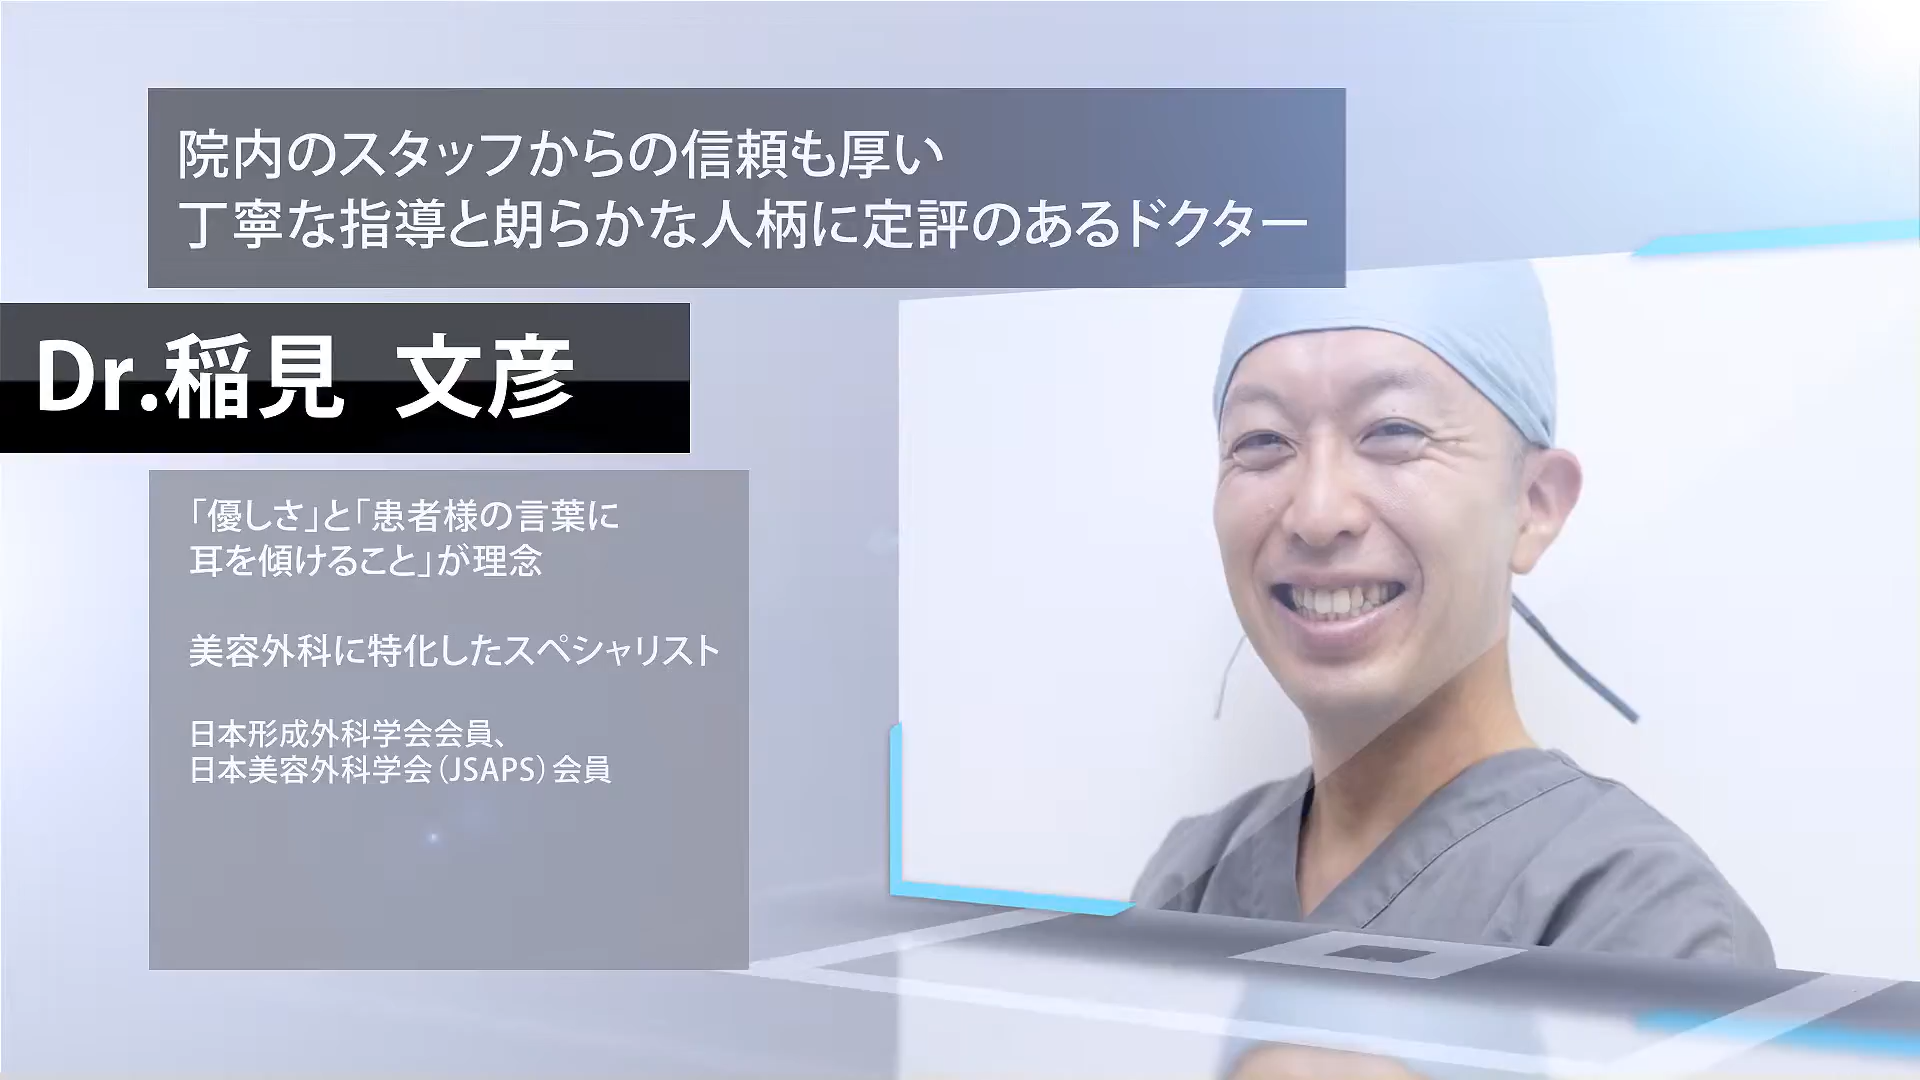 院内のスタッフからの信頼も厚い
丁寧な指導と朗らかな人柄に定評のあるドクター
Dr.稲見 文彦
「優しさ」と「患者様の言葉に
耳を傾けること」が理念
美容外科に特化したスペシャリスト
日本形成外科学会会員、
日本美容外科学会（JSAPS）会員